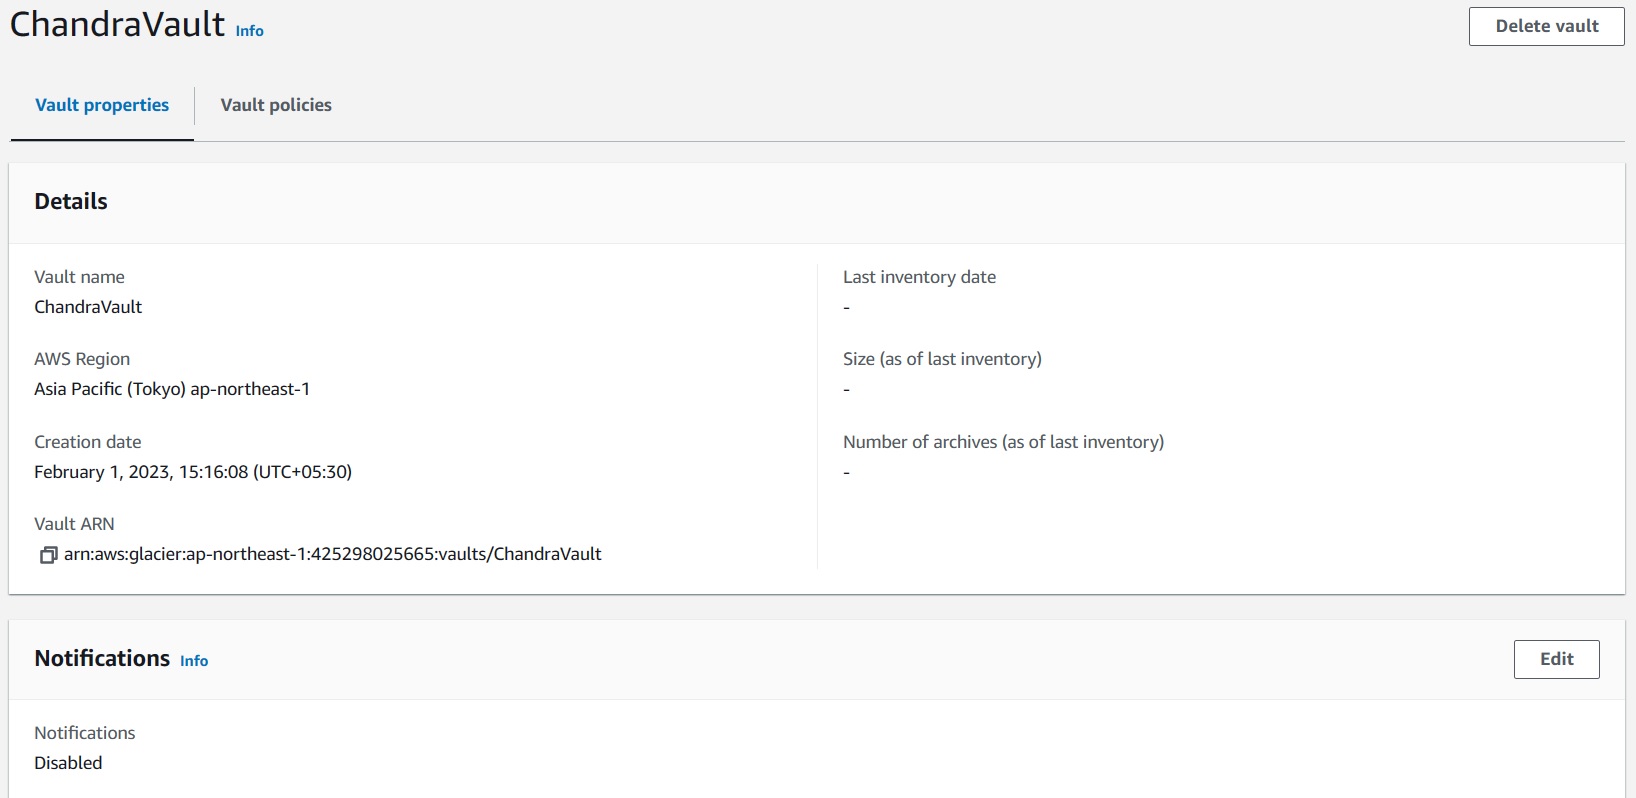 ChandraVault Info
Delete vault
Vault properties
Vault policies
Details
Vault name
ChandraVault
AWS Region
Asia Pacific (Tokyo) ap-northeast-1
Creation date
February 1, 2023, 15:16:08 (UTC+05:30)
Vault ARN
arn:aws:glacier:ap-northeast-1:425298025665:vaults/ChandraVault
Last inventory date
-
Size (as of last inventory)
-
Number of archives (as of last inventory)
-
Notifications Info
Edit
Notifications
Disabled